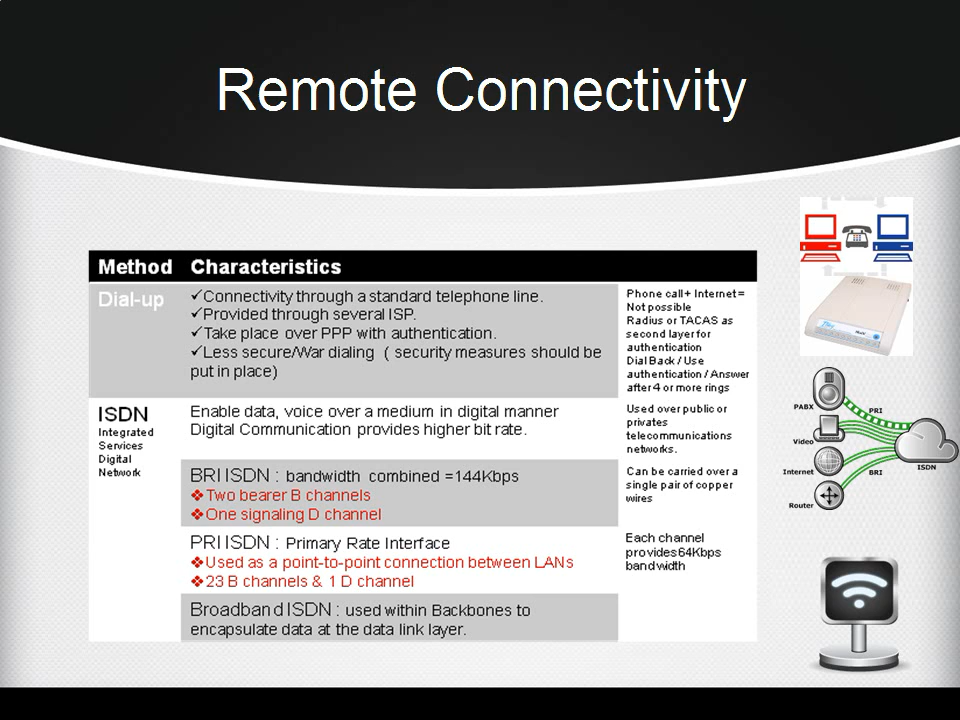 Remote Connectivity
Method Characteristics
Dial-up
✓Connectivity through a standard telephone line.
✓Provided through several ISP.
✓Take place over PPP with authentication.
✓Less secure/War dialing ( security measures should be
put in place)
Phone call + Internet =
Not possible
Radius or TACAS as
second layer for
authentication
Dial Back / Use
authentication / Answer
after 4 or more rings
ISDN
Integrated
Services
Digital
Network
Enable data, voice over a medium in digital manner
Digital Communication provides higher bit rate.
Used over public or
privates
telecommunications
networks.
BRI ISDN : bandwidth combined =144Kbps
❖Two bearer B channels
❖One signaling D channel
Can be carried over a
single pair of copper
wires
PRI ISDN : Primary Rate Interface
❖Used as a point-to-point connection between LANs
❖23 B channels & 1 D channel
Each channel
provides 64Kbps
bandwidth
Broadband ISDN : used within Backbones to
encapsulate data at the data link layer.
PABX
PRI
Video
Internet
ISDN
BRI
Router